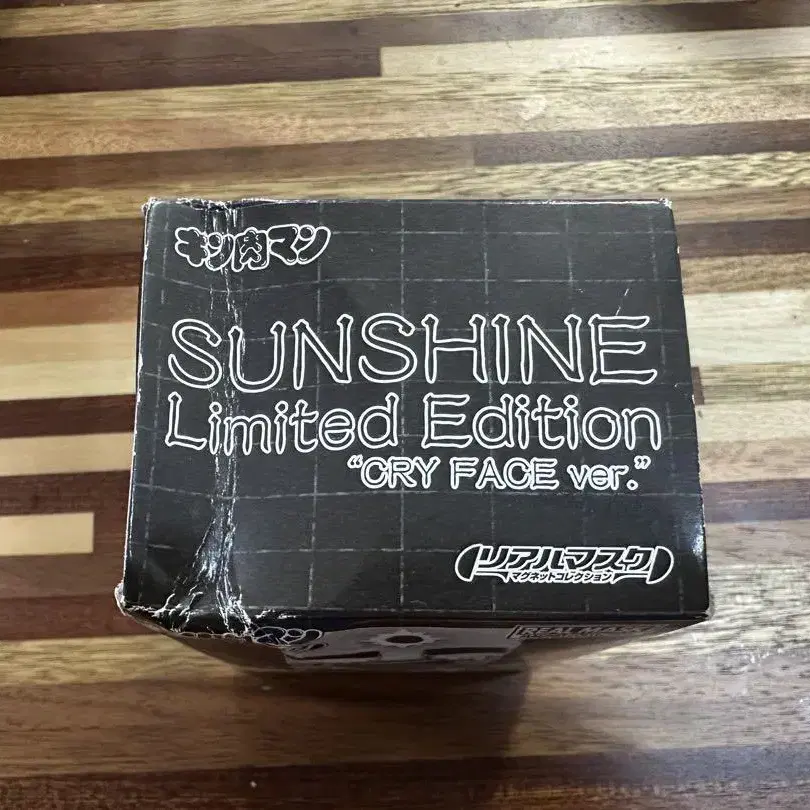 キン肉マン
SUNSHINE
Limited Edition
“CRY FACE ver.”
リアルマスク
マグネットコレクション